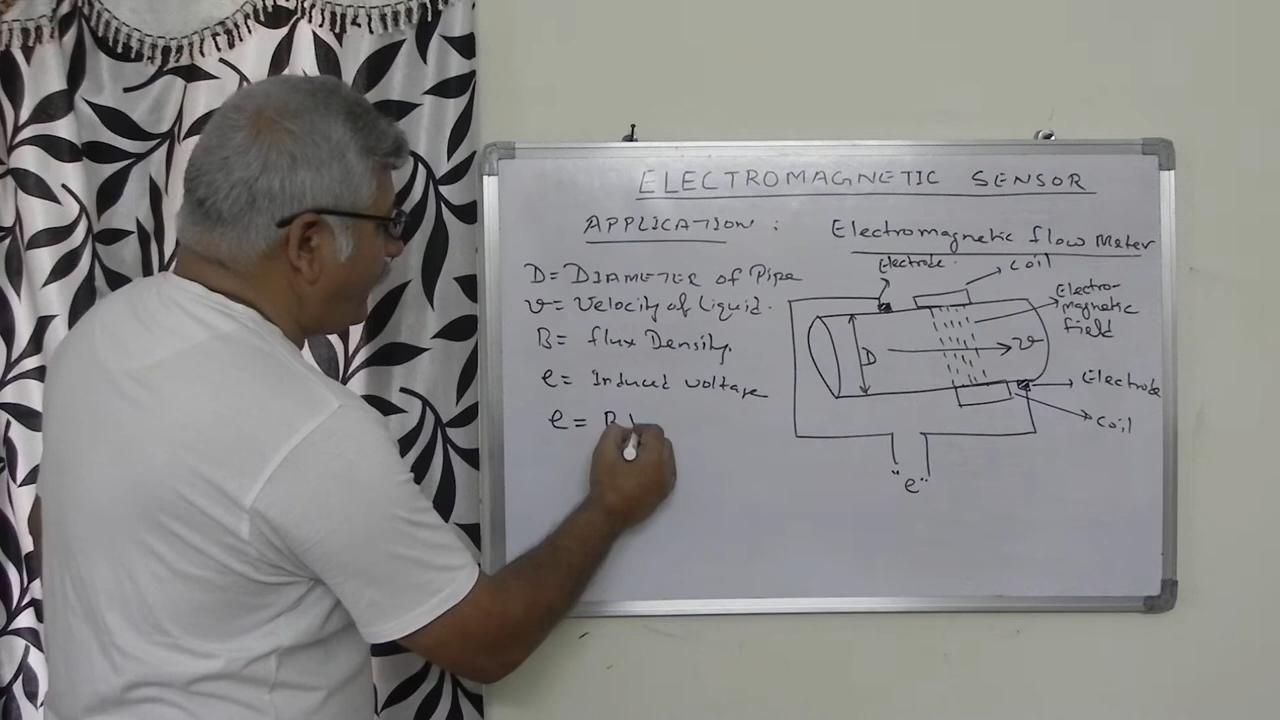 ELECTROMAGNETIC SENSOR
APPLICATION :
Electromagnetic flow Meter
D = DIAMETER of Pipe
v = Velocity of Liquid.
B = flux Density.
e = Induced voltage
e = B
Electrode
coil
Electro-
magnetic
field
D
v
Electrode
coil
"e"